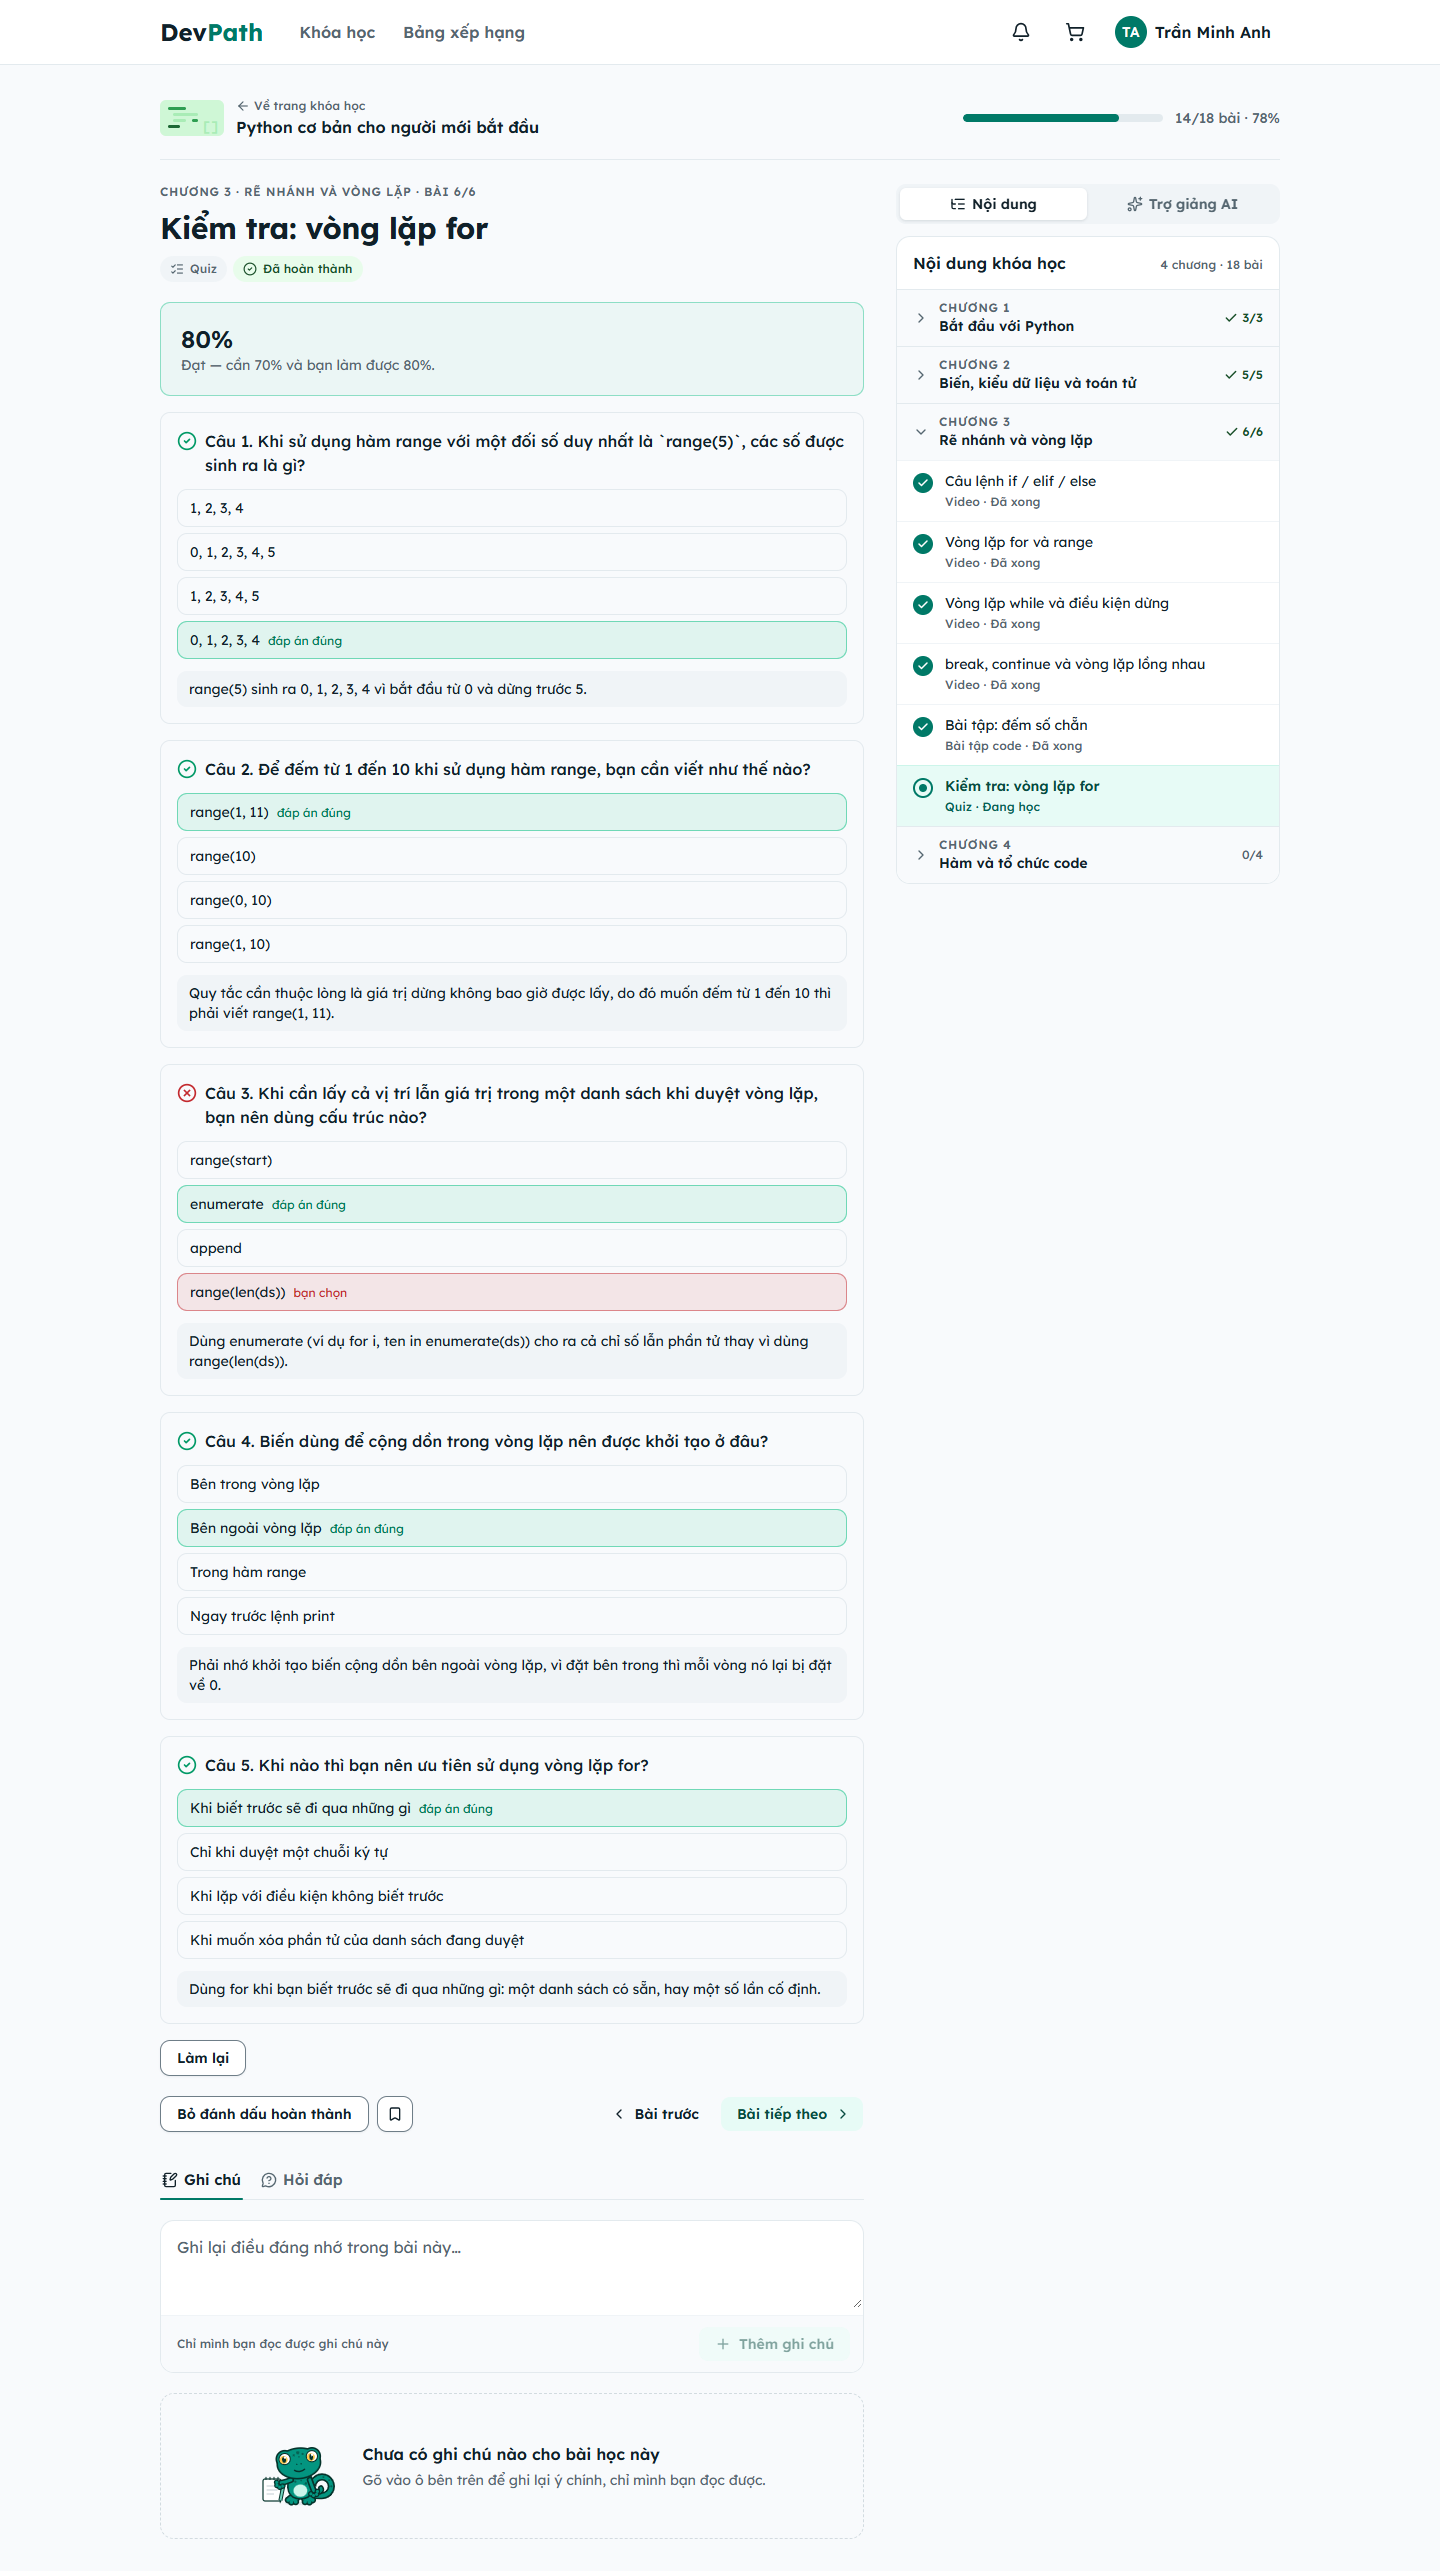 DevPath
Khóa học
Bảng xếp hạng
TA
Trần Minh Anh
Về trang khóa học
Python cơ bản cho người mới bắt đầu
14/18 bài · 78%
CHƯƠNG 3 · RẼ NHÁNH VÀ VÒNG LẶP · BÀI 6/6
Kiểm tra: vòng lặp for
Quiz
Đã hoàn thành
80%
Đạt — cần 70% và bạn làm được 80%.
Câu 1. Khi sử dụng hàm range với một đối số duy nhất là `range(5)`, các số được
sinh ra là gì?
1, 2, 3, 4
0, 1, 2, 3, 4, 5
1, 2, 3, 4, 5
0, 1, 2, 3, 4 đáp án đúng
range(5) sinh ra 0, 1, 2, 3, 4 vì bắt đầu từ 0 và dừng trước 5.
Câu 2. Để đếm từ 1 đến 10 khi sử dụng hàm range, bạn cần viết như thế nào?
range(1, 11) đáp án đúng
range(10)
range(0, 10)
range(1, 10)
Quy tắc cần thuộc lòng là giá trị dừng không bao giờ được lấy, do đó muốn đếm từ 1 đến 10 thì
phải viết range(1, 11).
Câu 3. Khi cần lấy cả vị trí lẫn giá trị trong một danh sách khi duyệt vòng lặp,
bạn nên dùng cấu trúc nào?
range(start)
enumerate đáp án đúng
append
range(len(ds)) bạn chọn
Dùng enumerate (ví dụ for i, ten in enumerate(ds)) cho ra cả chỉ số lẫn phần tử thay vì dùng
range(len(ds)).
Câu 4. Biến dùng để cộng dồn trong vòng lặp nên được khởi tạo ở đâu?
Bên trong vòng lặp
Bên ngoài vòng lặp đáp án đúng
Trong hàm range
Ngay trước lệnh print
Phải nhớ khởi tạo biến cộng dồn bên ngoài vòng lặp, vì đặt bên trong thì mỗi vòng nó lại bị đặt
về 0.
Câu 5. Khi nào thì bạn nên ưu tiên sử dụng vòng lặp for?
Khi biết trước sẽ đi qua những gì đáp án đúng
Chỉ khi duyệt một chuỗi ký tự
Khi lặp với điều kiện không biết trước
Khi muốn xóa phần tử của danh sách đang duyệt
Dùng for khi bạn biết trước sẽ đi qua những gì: một danh sách có sẵn, hay một số lần cố định.
Làm lại
Bỏ đánh dấu hoàn thành
Bài trước
Bài tiếp theo
Ghi chú
Hỏi đáp
Ghi lại điều đáng nhớ trong bài này…
Chỉ mình bạn đọc được ghi chú này
Thêm ghi chú
Chưa có ghi chú nào cho bài học này
Gõ vào ô bên trên để ghi lại ý chính, chỉ mình bạn đọc được.
Nội dung
Trợ giảng AI
Nội dung khóa học
4 chương · 18 bài
CHƯƠNG 1
Bắt đầu với Python
3/3
CHƯƠNG 2
Biến, kiểu dữ liệu và toán tử
5/5
CHƯƠNG 3
Rẽ nhánh và vòng lặp
6/6
Câu lệnh if / elif / else
Video · Đã xong
Vòng lặp for và range
Video · Đã xong
Vòng lặp while và điều kiện dừng
Video · Đã xong
break, continue và vòng lặp lồng nhau
Video · Đã xong
Bài tập: đếm số chẵn
Bài tập code · Đã xong
Kiểm tra: vòng lặp for
Quiz · Đang học
CHƯƠNG 4
Hàm và tổ chức code
0/4